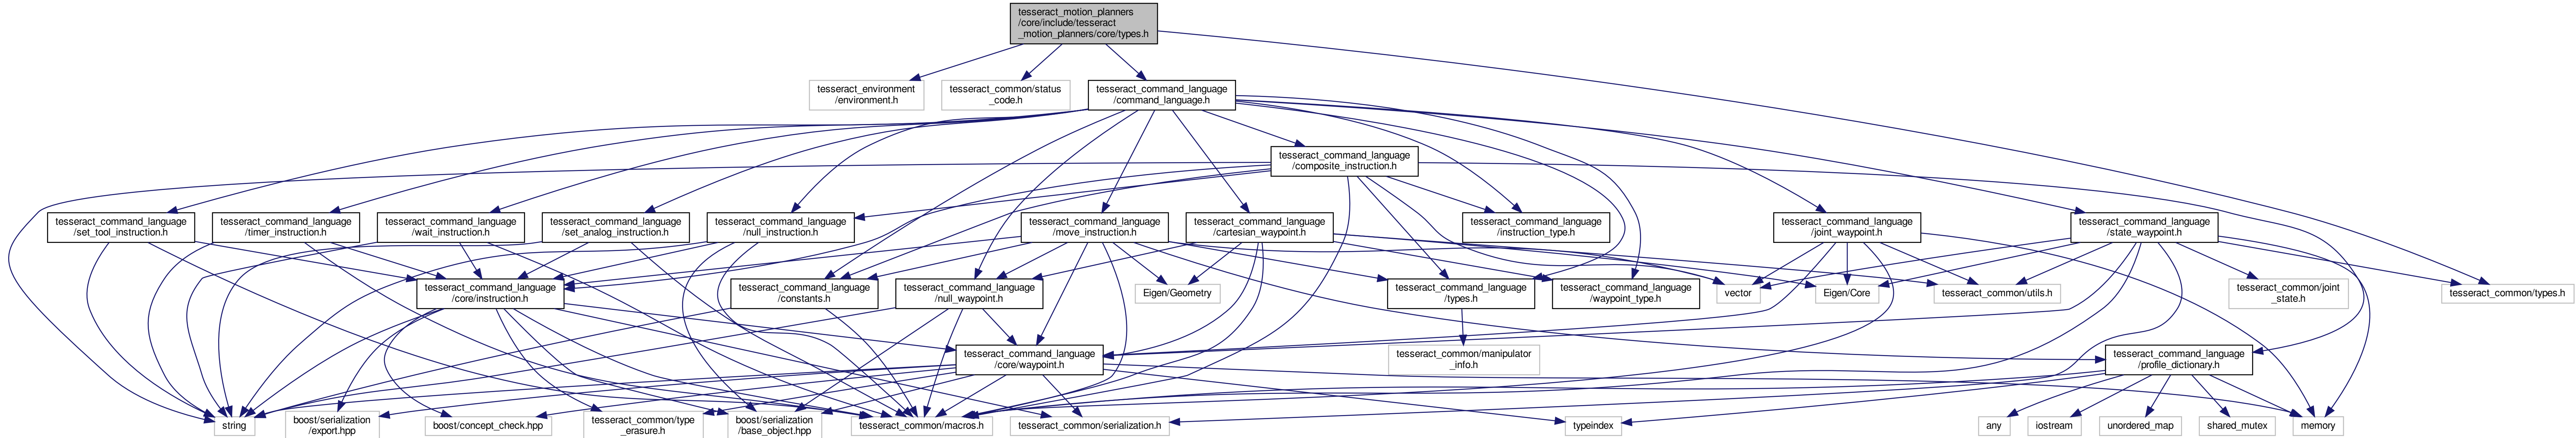 tesseract_motion_planners
/core/include/tesseract
_motion_planners/core/types.h
tesseract_environment
/environment.h
tesseract_common/status
_code.h
tesseract_command_language
/command_language.h
tesseract_command_language
/composite_instruction.h
tesseract_command_language
/set_tool_instruction.h
tesseract_command_language
/timer_instruction.h
tesseract_command_language
/wait_instruction.h
tesseract_command_language
/set_analog_instruction.h
tesseract_command_language
/null_instruction.h
tesseract_command_language
/move_instruction.h
tesseract_command_language
/cartesian_waypoint.h
tesseract_command_language
/instruction_type.h
tesseract_command_language
/joint_waypoint.h
tesseract_command_language
/state_waypoint.h
tesseract_command_language
/core/instruction.h
tesseract_command_language
/constants.h
tesseract_command_language
/null_waypoint.h
Eigen/Geometry
tesseract_command_language
/types.h
tesseract_command_language
/waypoint_type.h
vector
Eigen/Core
tesseract_common/utils.h
tesseract_common/joint
_state.h
tesseract_common/types.h
tesseract_command_language
/core/waypoint.h
tesseract_common/manipulator
_info.h
tesseract_command_language
/profile_dictionary.h
string
boost/serialization
/export.hpp
boost/concept_check.hpp
tesseract_common/type
_erasure.h
boost/serialization
/base_object.hpp
tesseract_common/macros.h
tesseract_common/serialization.h
typeindex
any
iostream
unordered_map
shared_mutex
memory